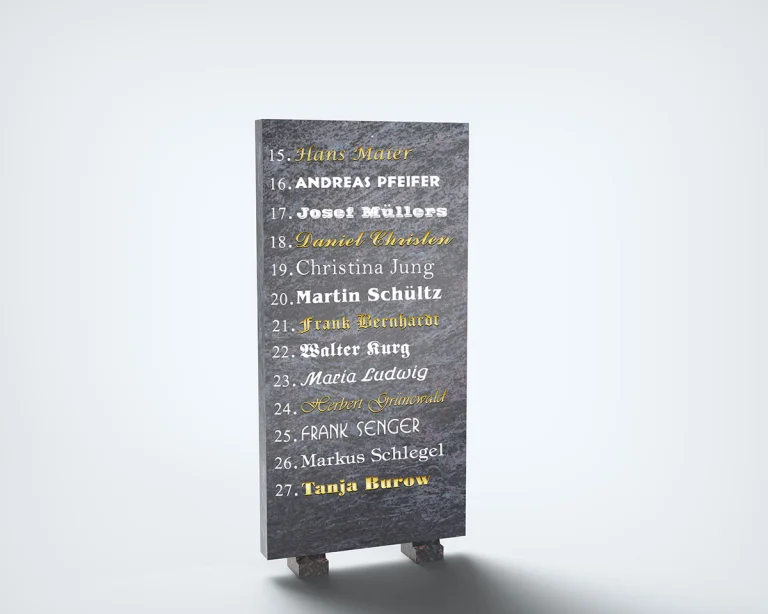 15. Hans Maier
16. ANDREAS PFEIFER
17. Josef Müllers
18. Daniel Christen
19. Christina Jung
20. Martin Schültz
21. Frank Bernhardt
22. Walter Kurg
23. Maria Ludwig
24. Herbert Grünewald
25. FRANK SENGER
26. Markus Schlegel
27. Tanja Burow